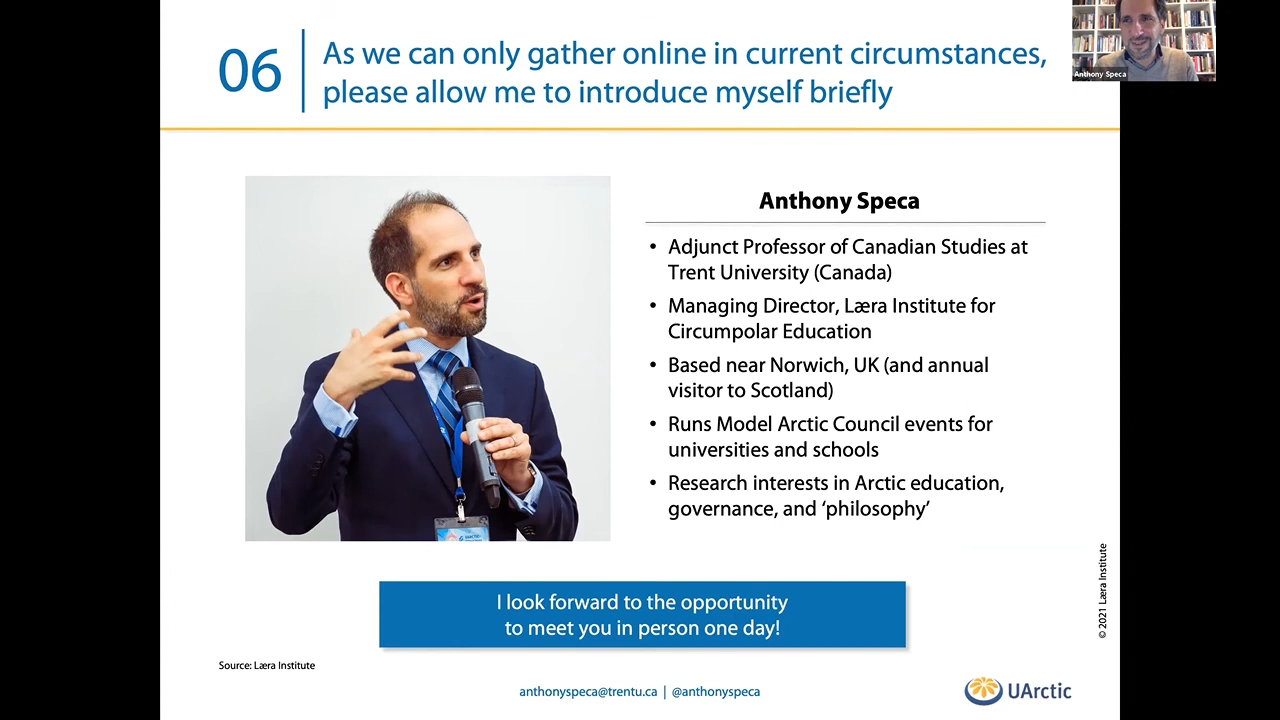 06
As we can only gather online in current circumstances,
please allow me to introduce myself briefly
Anthony Speca
Anthony Speca
• Adjunct Professor of Canadian Studies at
Trent University (Canada)
• Managing Director, Læra Institute for
Circumpolar Education
• Based near Norwich, UK (and annual
visitor to Scotland)
• Runs Model Arctic Council events for
universities and schools
• Research interests in Arctic education,
governance, and ‘philosophy’
I look forward to the opportunity
to meet you in person one day!
© 2021 Læra Institute
Source: Læra Institute
anthonyspeca@trentu.ca | @anthonyspeca
UArctic